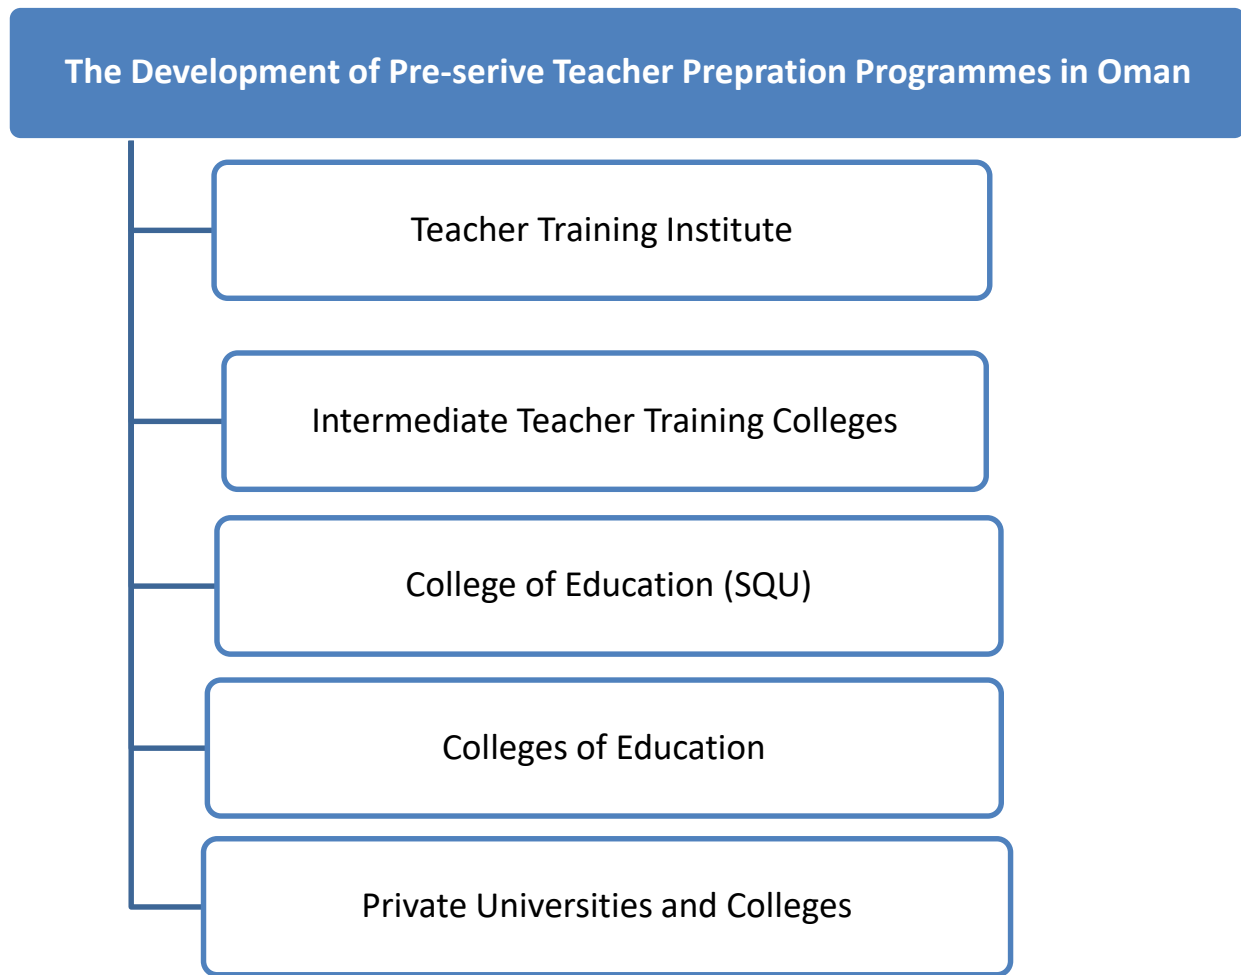 The Development of Pre-serive Teacher Prepration Programmes in Oman
Teacher Training Institute
Intermediate Teacher Training Colleges
College of Education (SQU)
Colleges of Education
Private Universities and Colleges